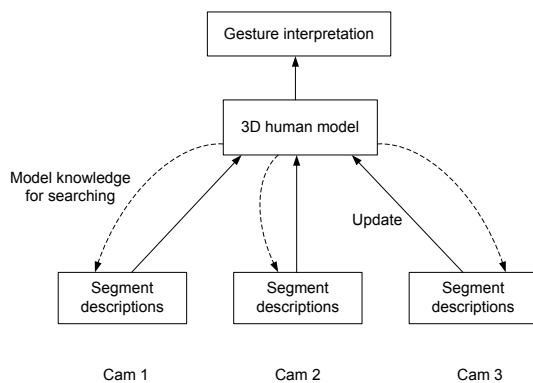 Gesture interpretation
3D human model
Model knowledge
for searching
Update
Segment
descriptions
Segment
descriptions
Segment
descriptions
Cam 1
Cam 2
Cam 3